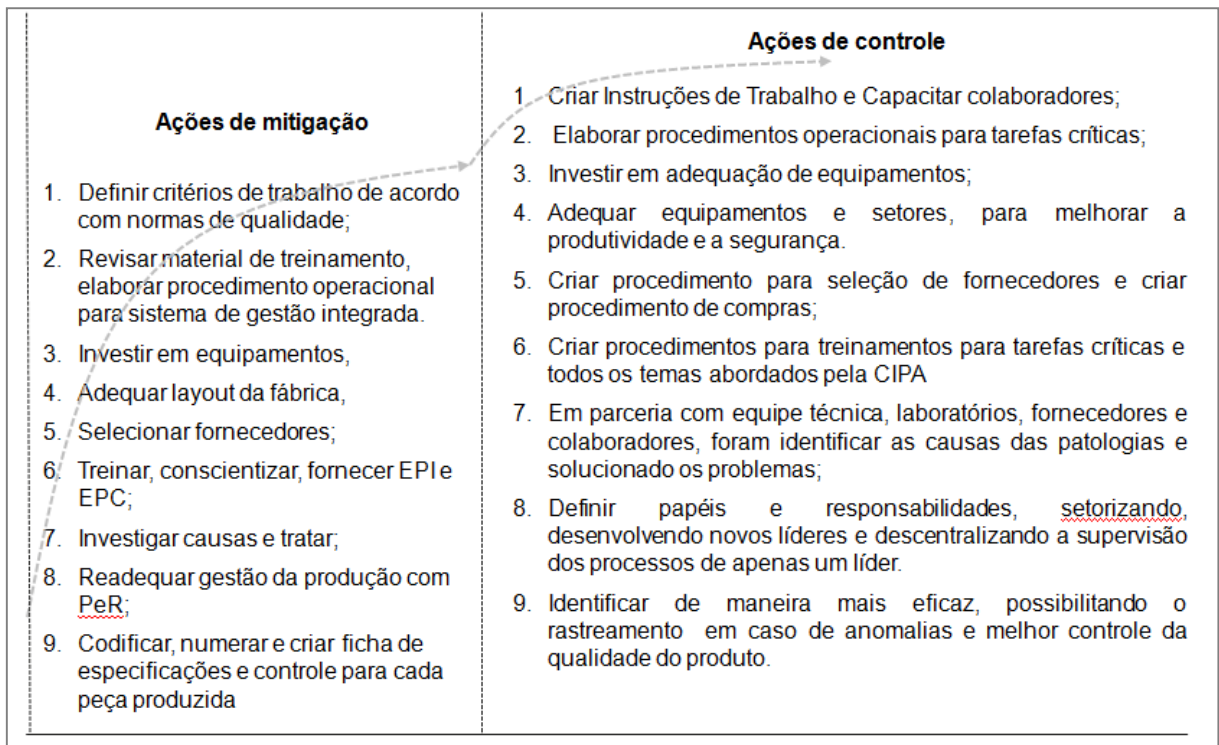 Ações de mitigação
1. Definir critérios de trabalho de acordo
com normas de qualidade;
2. Revisar material de treinamento,
elaborar procedimento operacional
para sistema de gestão integrada.
3. Investir em equipamentos,
4. Adequar layout da fábrica,
5. Selecionar fornecedores;
6. Treinar, conscientizar, fornecer EPI e
EPC;
7. Investigar causas e tratar;
8. Readequar gestão da produção com
PeR;
9. Codificar, numerar e criar ficha de
especificações e controle para cada
peça produzida
Ações de controle
1. Criar Instruções de Trabalho e Capacitar colaboradores;
2. Elaborar procedimentos operacionais para tarefas críticas;
3. Investir em adequação de equipamentos;
4. Adequar equipamentos e setores, para melhorar a
produtividade e a segurança.
5. Criar procedimento para seleção de fornecedores e criar
procedimento de compras;
6. Criar procedimentos para treinamentos para tarefas críticas e
todos os temas abordados pela CIPA
7. Em parceria com equipe técnica, laboratórios, fornecedores e
colaboradores, foram identificar as causas das patologias e
solucionado os problemas;
8. Definir papéis e responsabilidades, setorizando,
desenvolvendo novos líderes e descentralizando a supervisão
dos processos de apenas um líder.
9. Identificar de maneira mais eficaz, possibilitando o
rastreamento em caso de anomalias e melhor controle da
qualidade do produto.